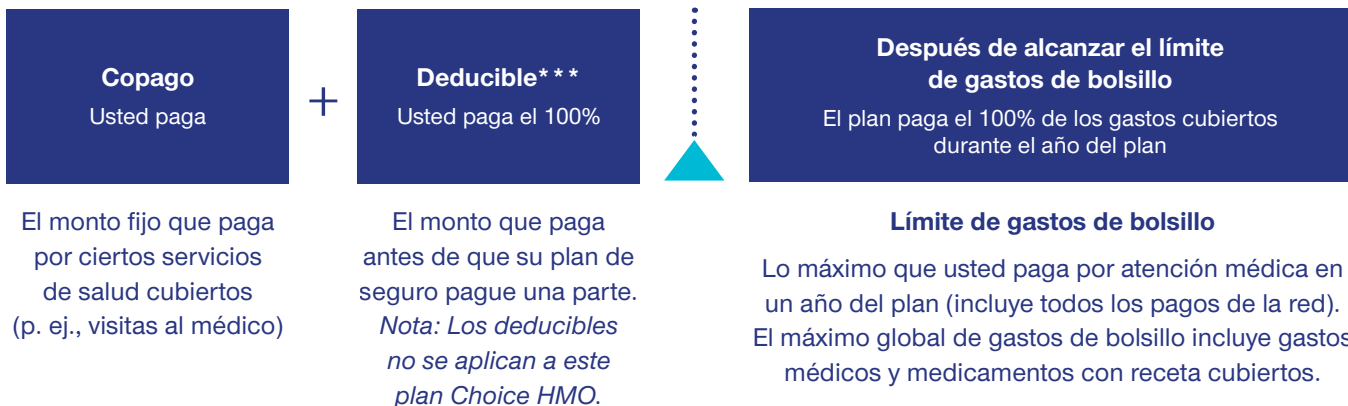 Copago
Usted paga
+
Deducible***
Usted paga el 100%
Después de alcanzar el límite
de gastos de bolsillo
El plan paga el 100% de los gastos cubiertos
durante el año del plan
El monto fijo que paga
por ciertos servicios
de salud cubiertos
(p. ej., visitas al médico)
El monto que paga
antes de que su plan de
seguro pague una parte.
Nota: Los deducibles
no se aplican a este
plan Choice HMO.
Límite de gastos de bolsillo
Lo máximo que usted paga por atención médica en
un año del plan (incluye todos los pagos de la red).
El máximo global de gastos de bolsillo incluye gastos
médicos y medicamentos con receta cubiertos.